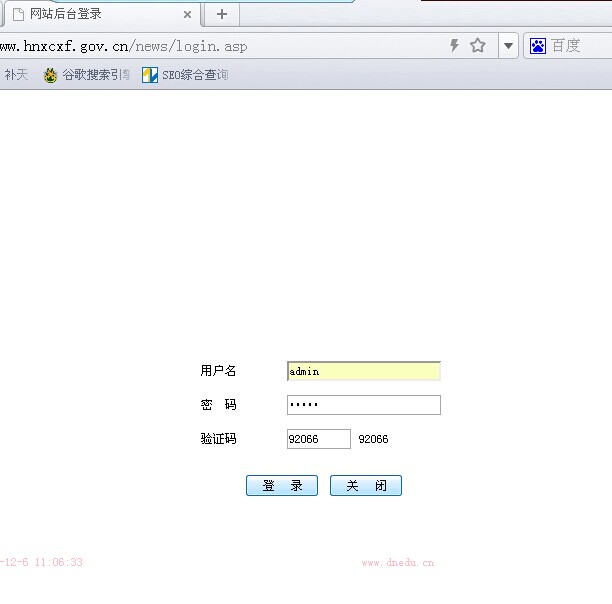 网站后台登录
ww.hnxcxf.gov.cn/news/login.asp
百度
补天 谷歌搜索引擎 SEO综合查询
用户名 admin
密 码 •••••
验证码 92066 92066
登 录 关 闭
-12-6 11:06:33 www.dnedu.cn